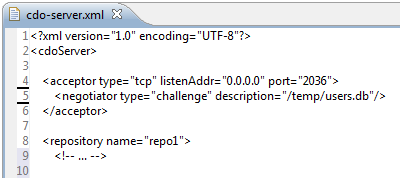 cdo-server.xml
1 <?xml version="1.0" encoding="UTF-8"?>
2 <cdoServer>
3
4 <acceptor type="tcp" listenAddr="0.0.0.0" port="2036">
5 <negotiator type="challenge" description="/temp/users.db"/>
6 </acceptor>
7
8 <repository name="repo1">
9 <!-- ... -->